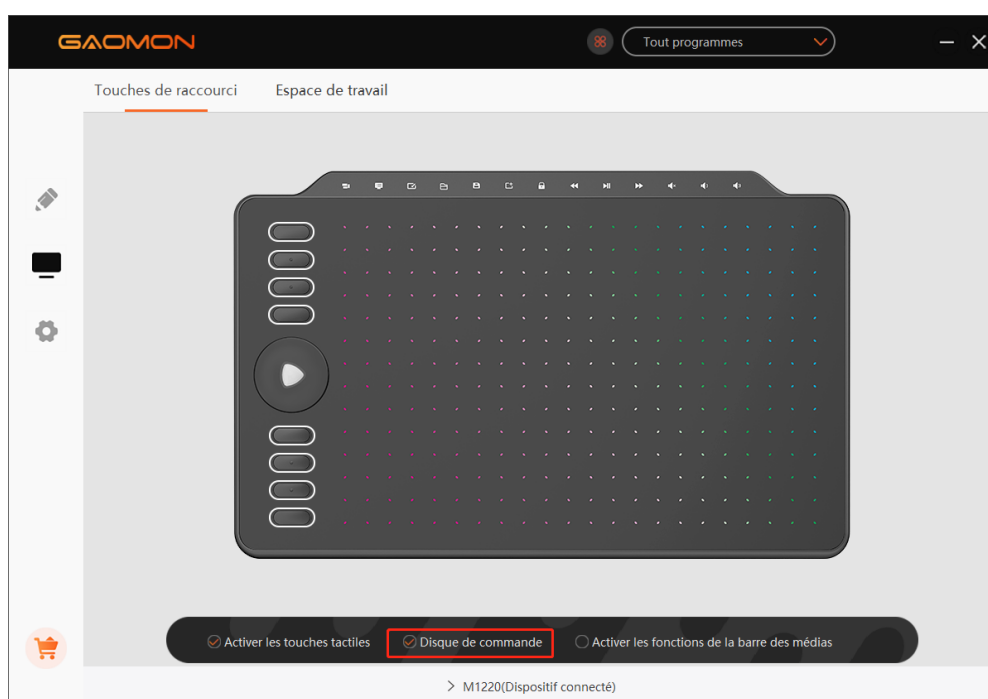 GAOMON
Tout programmes
Touches de raccourci
Espace de travail
Activer les touches tactiles
Disque de commande
Activer les fonctions de la barre des médias
M1220(Dispositif connecté)